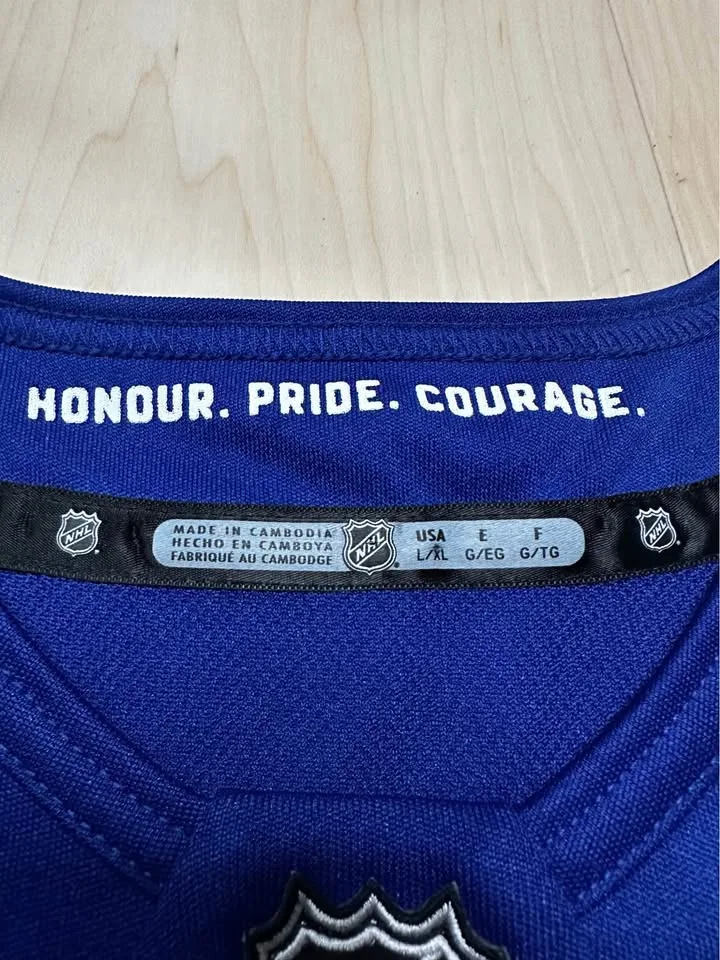 HONOUR. PRIDE. COURAGE.
NHL
MADE IN CAMBODIA
HECHO EN CAMBOYA
FABRIQUÉ AU CAMBODGE
NHL
USA E F
L/XL G/EG G/TG
NHL